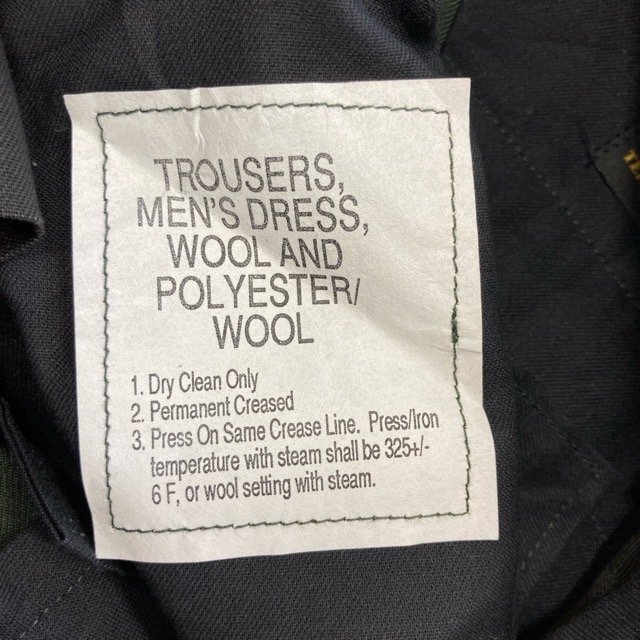 TROUSERS,
MEN'S DRESS,
WOOL AND
POLYESTER/
WOOL
1. Dry Clean Only
2. Permanent Creased
3. Press On Same Crease Line. Press/Iron
temperature with steam shall be 325+/-
6 F, or wool setting with steam.